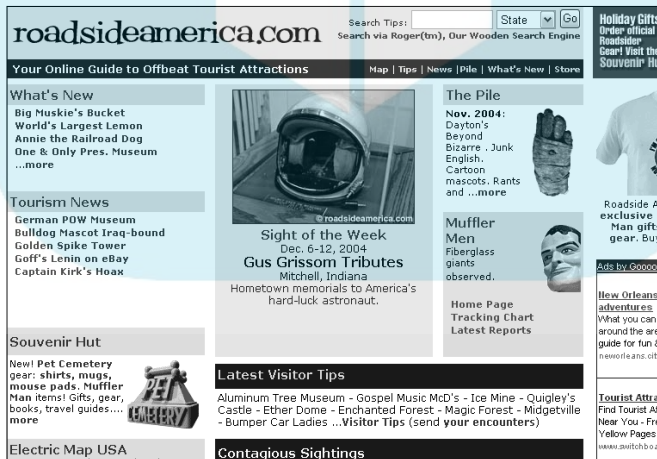 roadsideamerica.com
Search Tips:
State
Go
Search via Roger(tm), Our Wooden Search Engine
Your Online Guide to Offbeat Tourist Attractions
Map | Tips | News |Pile | What's New | Store
What's New
Big Muskie's Bucket
World's Largest Lemon
Annie the Railroad Dog
One & Only Pres. Museum
...more
Tourism News
German POW Museum
Bulldog Mascot Iraq-bound
Golden Spike Tower
Goff's Lenin on eBay
Captain Kirk's Hoax
Souvenir Hut
New! Pet Cemetery
gear: shirts, mugs,
mouse pads. Muffler
Man items! Gifts, gear,
books, travel guides....
more
PET
CEMETERY
Electric Map USA
© roadsideamerica.com
Sight of the Week
Dec. 6-12, 2004
Gus Grissom Tributes
Mitchell, Indiana
Hometown memorials to America's
hard-luck astronaut.
The Pile
Nov. 2004:
Dayton's
Beyond
Bizarre . Junk
English.
Cartoon
mascots. Rants
and ...more
Muffler
Men
Fiberglass
giants
observed.
Home Page
Tracking Chart
Latest Reports
Latest Visitor Tips
Aluminum Tree Museum - Gospel Music McD's - Ice Mine - Quigley's
Castle - Ether Dome - Enchanted Forest - Magic Forest - Midgetville
- Bumper Car Ladies ...Visitor Tips (send your encounters)
Contagious Sightings
Holiday Gifts
Order official
Roadsider
Gear! Visit the
Souvenir Hu
Roadside A
exclusive
Man gift
gear. Bu
Ads by Goooo
New Orleans
adventures
What you can
around the are
guide for fun &
neworleans.cit
Tourist Attra
Find Tourist At
Near You - Fre
Yellow Pages
www.switchboa